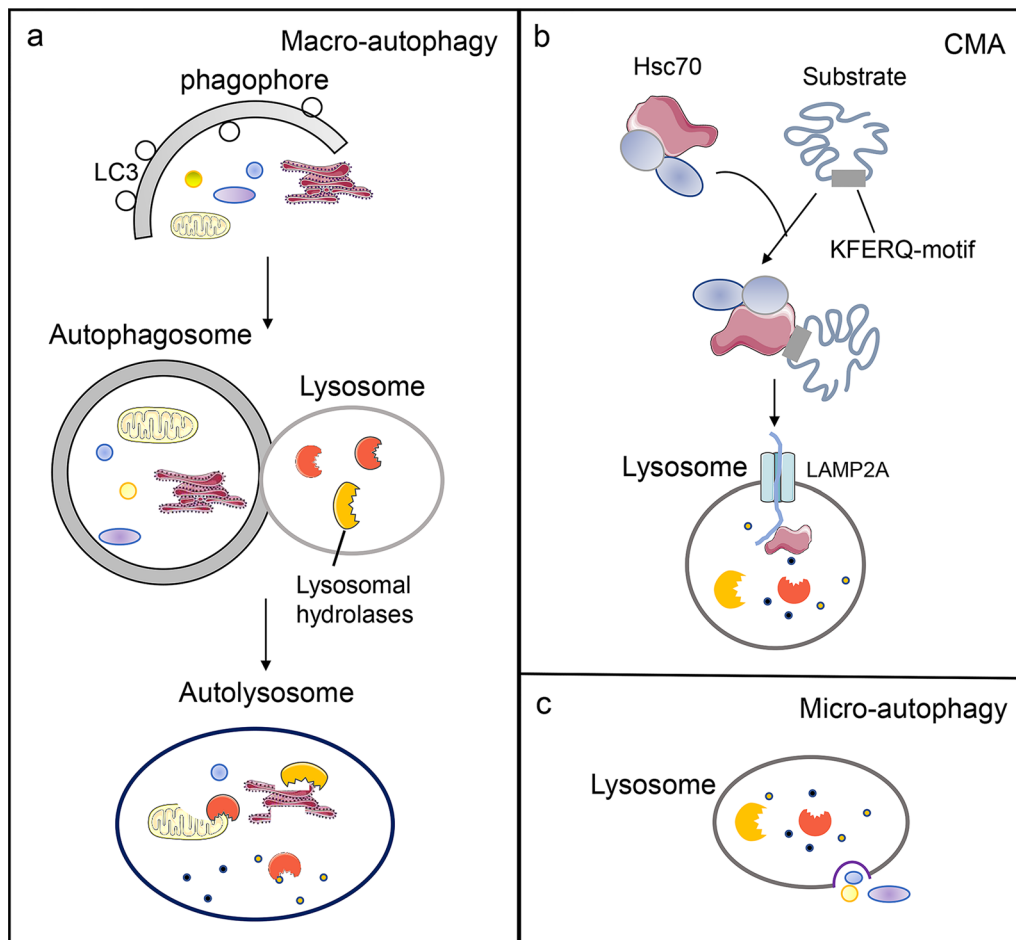 a
Macro-autophagy
phagophore
LC3
Autophagosome
Lysosome
Lysosomal
hydrolases
Autolysosome
b
CMA
Hsc70
Substrate
KFERQ-motif
Lysosome
LAMP2A
c
Micro-autophagy
Lysosome